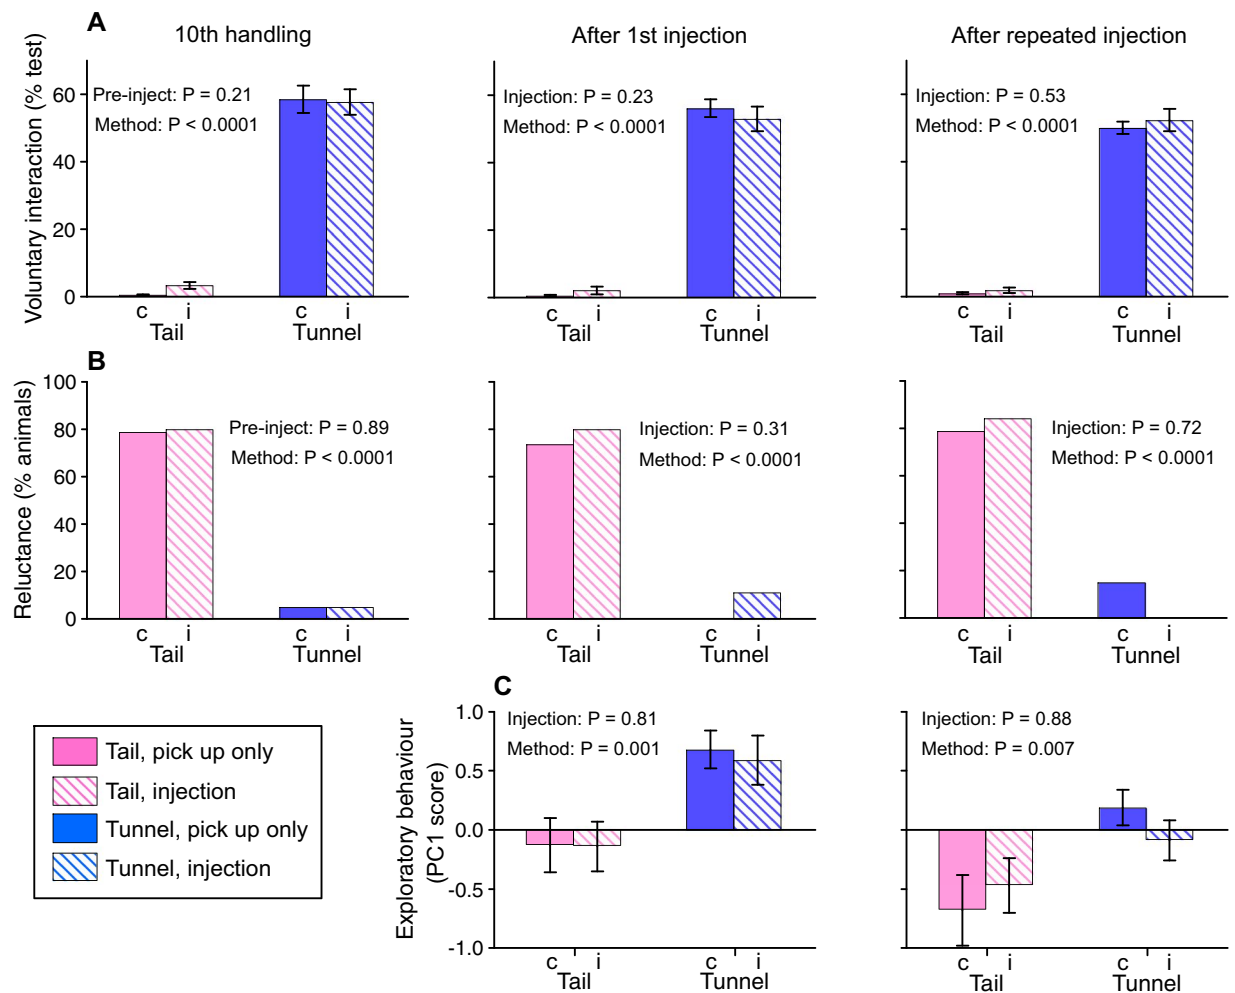 A
10th handling
After 1st injection
After repeated injection
Voluntary interaction (% test)
60
40
20
0
Pre-inject: P = 0.21
Method: P < 0.0001
c i c i
Tail Tunnel
Injection: P = 0.23
Method: P < 0.0001
c i c i
Tail Tunnel
Injection: P = 0.53
Method: P < 0.0001
c i c i
Tail Tunnel
B
Reluctance (% animals)
100
80
60
40
20
0
Pre-inject: P = 0.89
Method: P < 0.0001
c i c i
Tail Tunnel
Injection: P = 0.31
Method: P < 0.0001
c i c i
Tail Tunnel
Injection: P = 0.72
Method: P < 0.0001
c i c i
Tail Tunnel
Tail, pick up only
Tail, injection
Tunnel, pick up only
Tunnel, injection
C
Exploratory behaviour
(PC1 score)
1.0
0.5
0.0
-0.5
-1.0
Injection: P = 0.81
Method: P = 0.001
c i c i
Tail Tunnel
Injection: P = 0.88
Method: P = 0.007
c i c i
Tail Tunnel